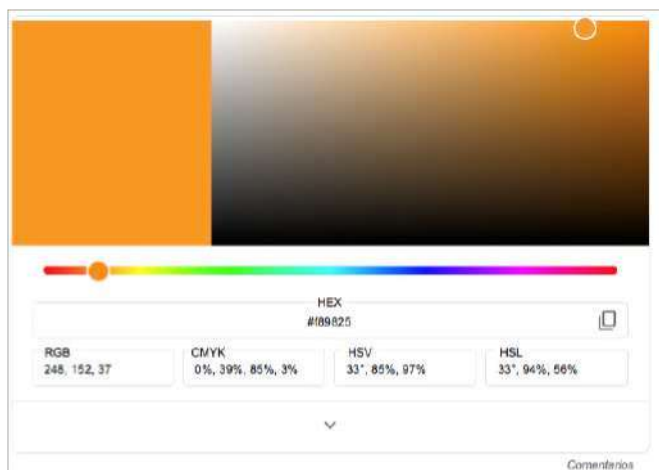 HEX
#f89825
RGB
248, 152, 37
CMYK
0%, 39%, 85%, 3%
HSV
33°, 85%, 97%
HSL
33°, 94%, 56%
Comentarios